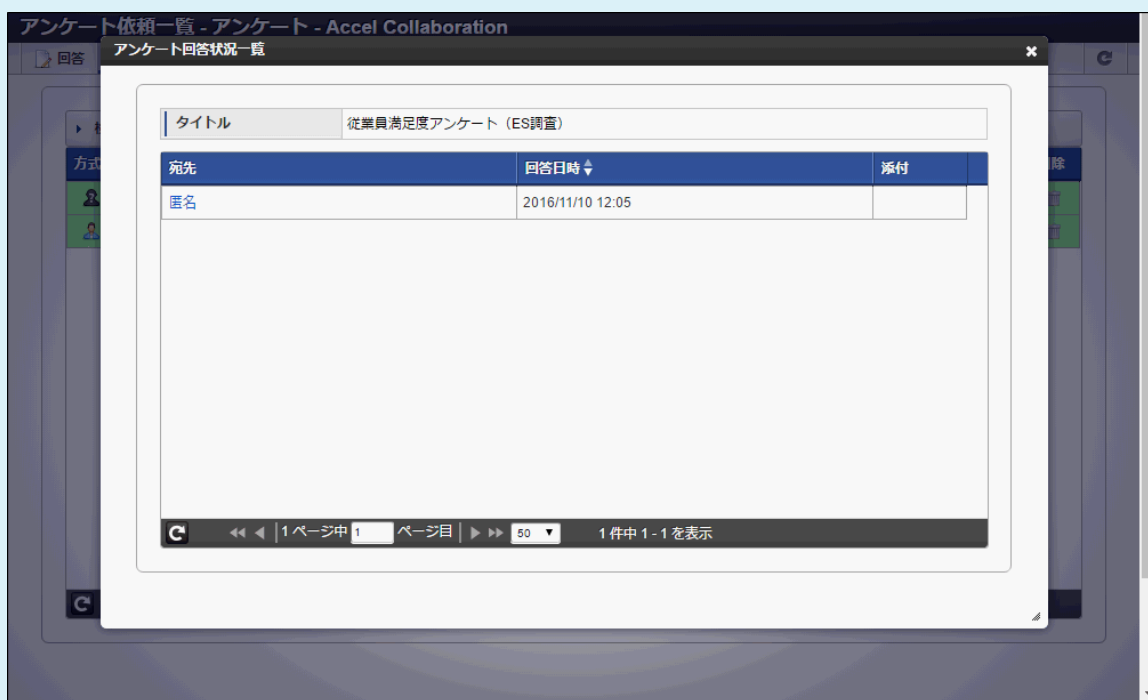 アンケート依頼一覧 - アンケート - Accel Collaboration
回答
アンケート回答状況一覧
タイトル 従業員満足度アンケート（ES調査）
方式
除
宛先 回答日時 添付
匿名 2016/11/10 12:05
1 ページ中 1 ページ目 50 1 件中 1 - 1 を表示